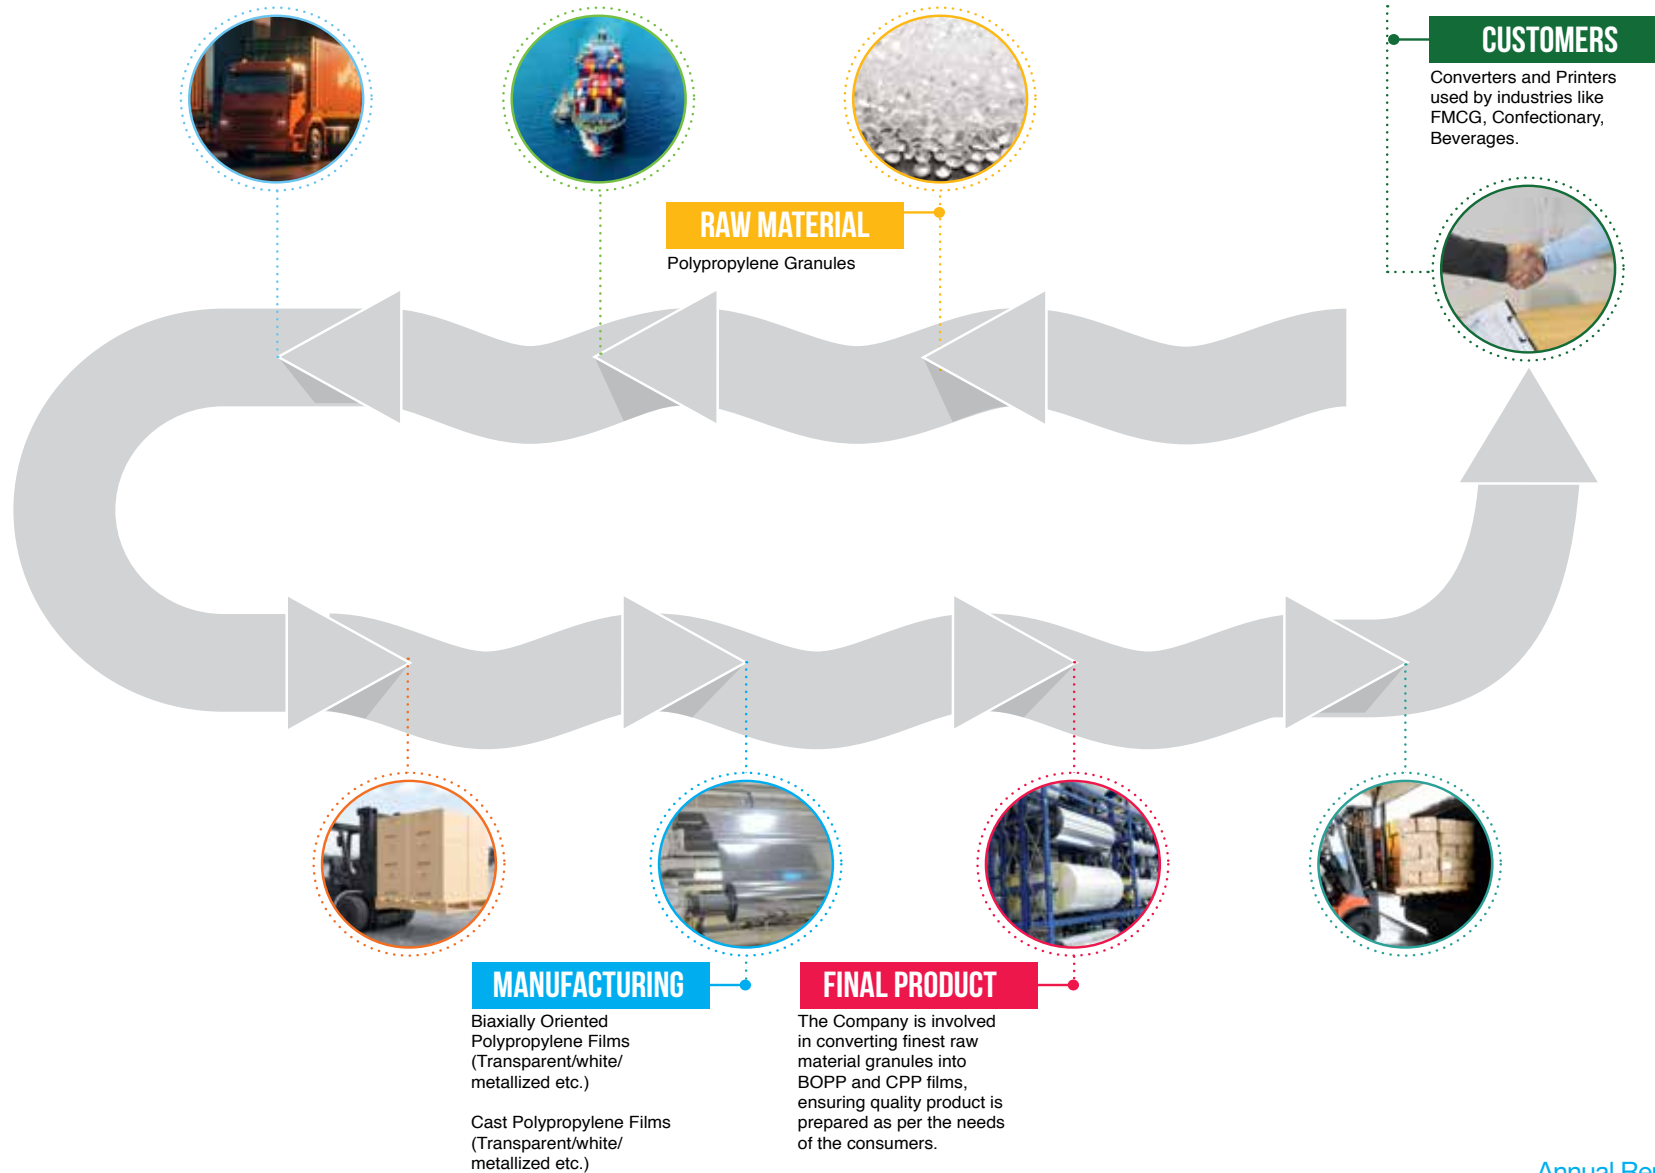 CUSTOMERS
Converters and Printers
used by industries like
FMCG, Confectionary,
Beverages.
RAW MATERIAL
Polypropylene Granules
MANUFACTURING
Biaxially Oriented
Polypropylene Films
(Transparent/white/
metallized etc.)
Cast Polypropylene Films
(Transparent/white/
metallized etc.)
FINAL PRODUCT
The Company is involved
in converting finest raw
material granules into
BOPP and CPP films,
ensuring quality product is
prepared as per the needs
of the consumers.
Annual